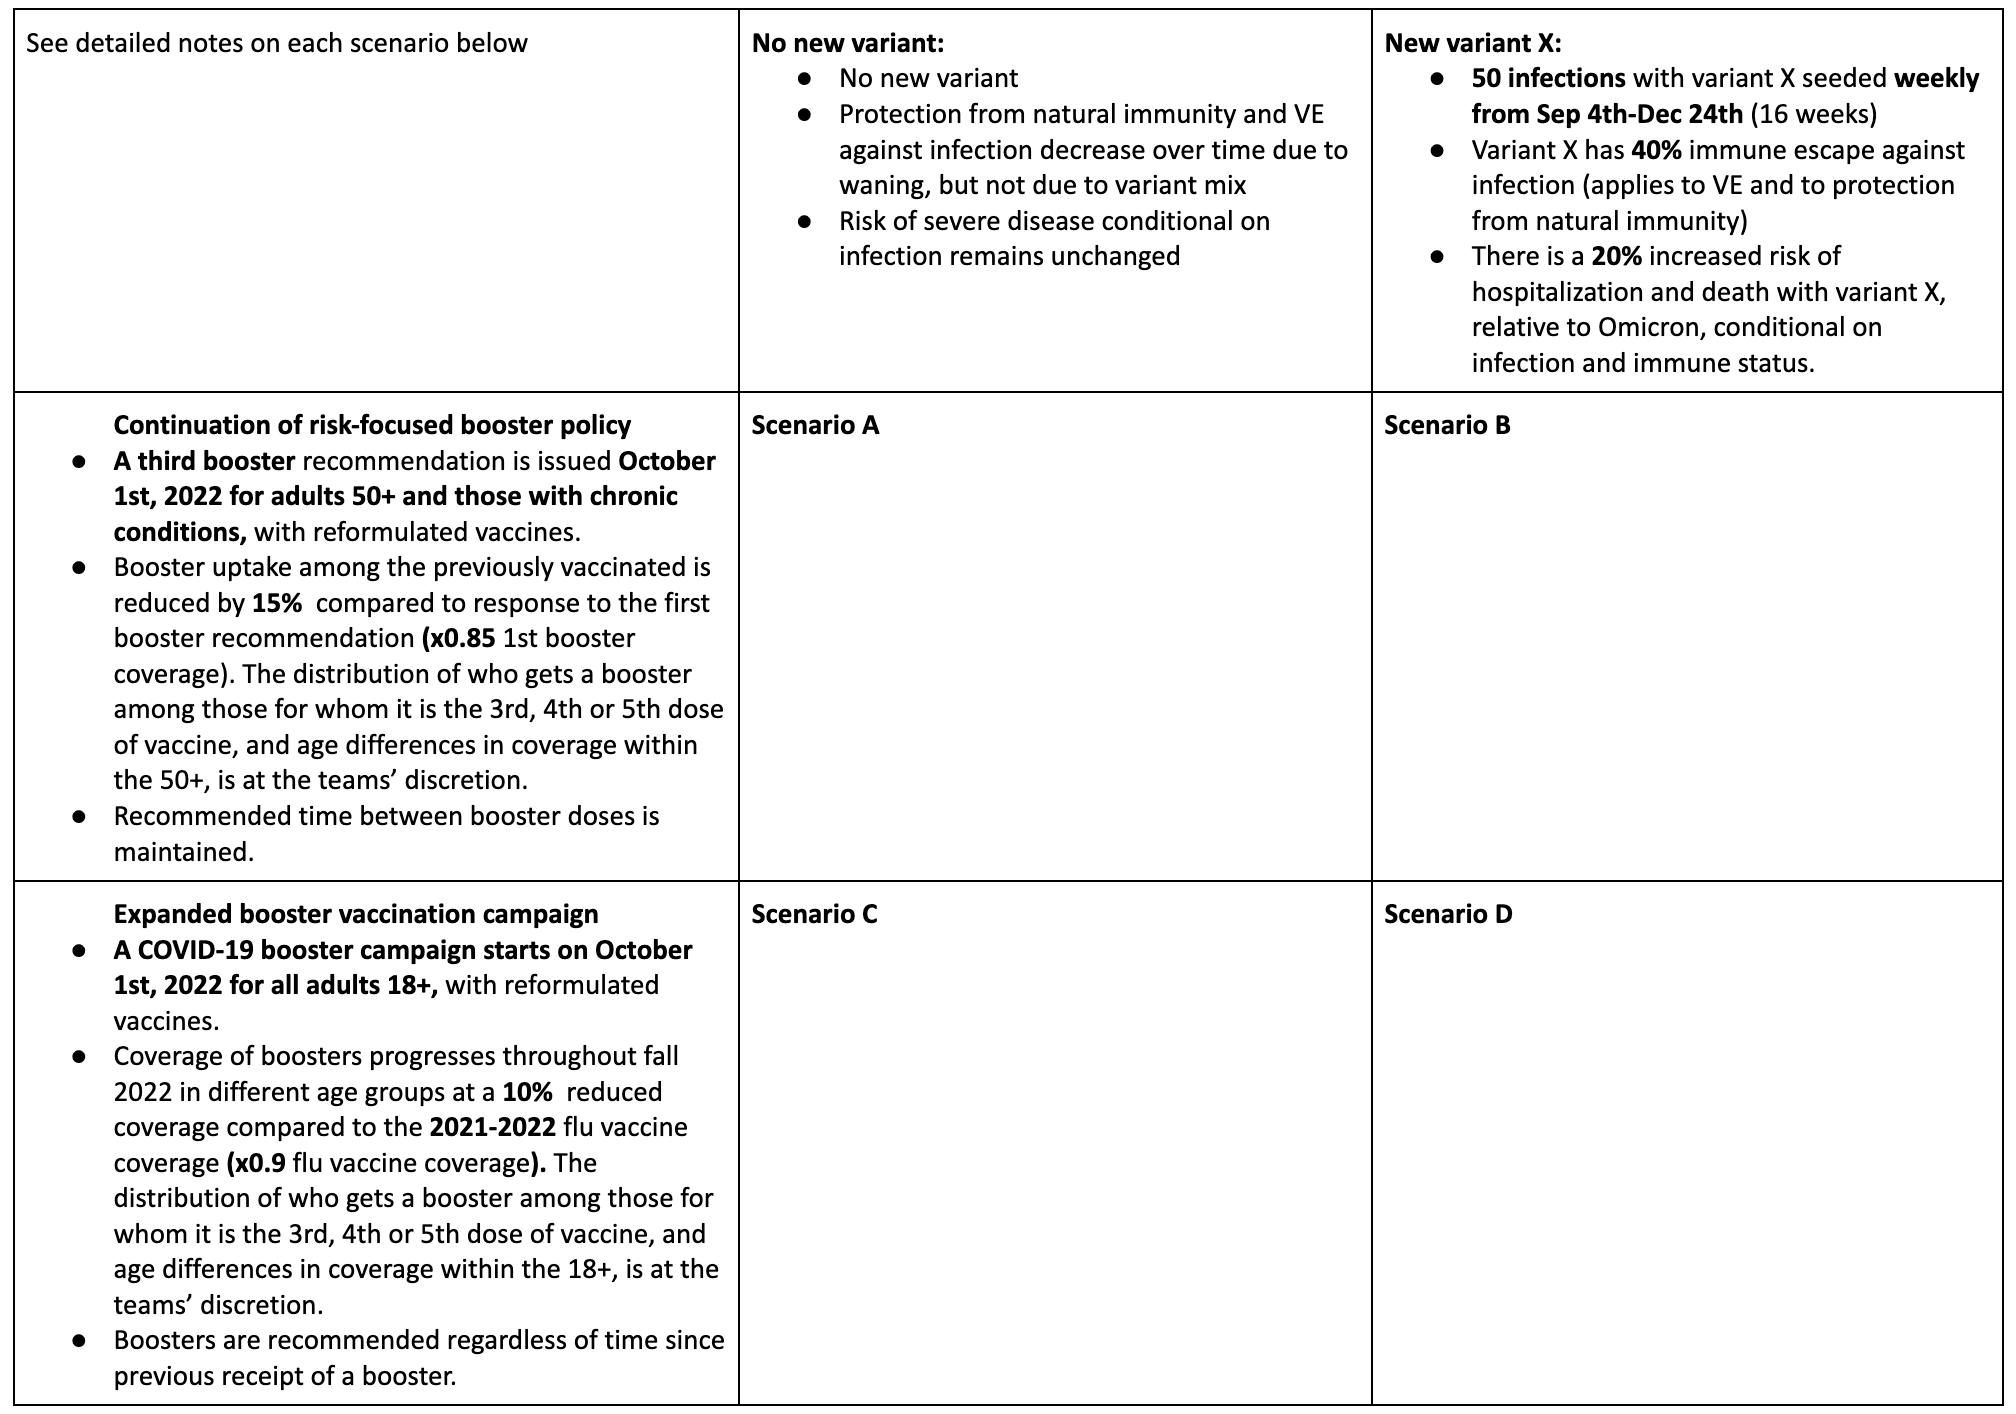 See detailed notes on each scenario below
No new variant:
● No new variant
● Protection from natural immunity and VE
against infection decrease over time due to
waning, but not due to variant mix
● Risk of severe disease conditional on
infection remains unchanged
New variant X:
● 50 infections with variant X seeded weekly
from Sep 4th-Dec 24th (16 weeks)
● Variant X has 40% immune escape against
infection (applies to VE and to protection
from natural immunity)
● There is a 20% increased risk of
hospitalization and death with variant X,
relative to Omicron, conditional on
infection and immune status.
Continuation of risk-focused booster policy
● A third booster recommendation is issued October
1st, 2022 for adults 50+ and those with chronic
conditions, with reformulated vaccines.
● Booster uptake among the previously vaccinated is
reduced by 15% compared to response to the first
booster recommendation (x0.85 1st booster
coverage). The distribution of who gets a booster
among those for whom it is the 3rd, 4th or 5th dose
of vaccine, and age differences in coverage within
the 50+, is at the teams’ discretion.
● Recommended time between booster doses is
maintained.
Scenario A
Scenario B
Expanded booster vaccination campaign
● A COVID-19 booster campaign starts on October
1st, 2022 for all adults 18+, with reformulated
vaccines.
● Coverage of boosters progresses throughout fall
2022 in different age groups at a 10% reduced
coverage compared to the 2021-2022 flu vaccine
coverage (x0.9 flu vaccine coverage). The
distribution of who gets a booster among those for
whom it is the 3rd, 4th or 5th dose of vaccine, and
age differences in coverage within the 18+, is at the
teams’ discretion.
● Boosters are recommended regardless of time since
previous receipt of a booster.
Scenario C
Scenario D